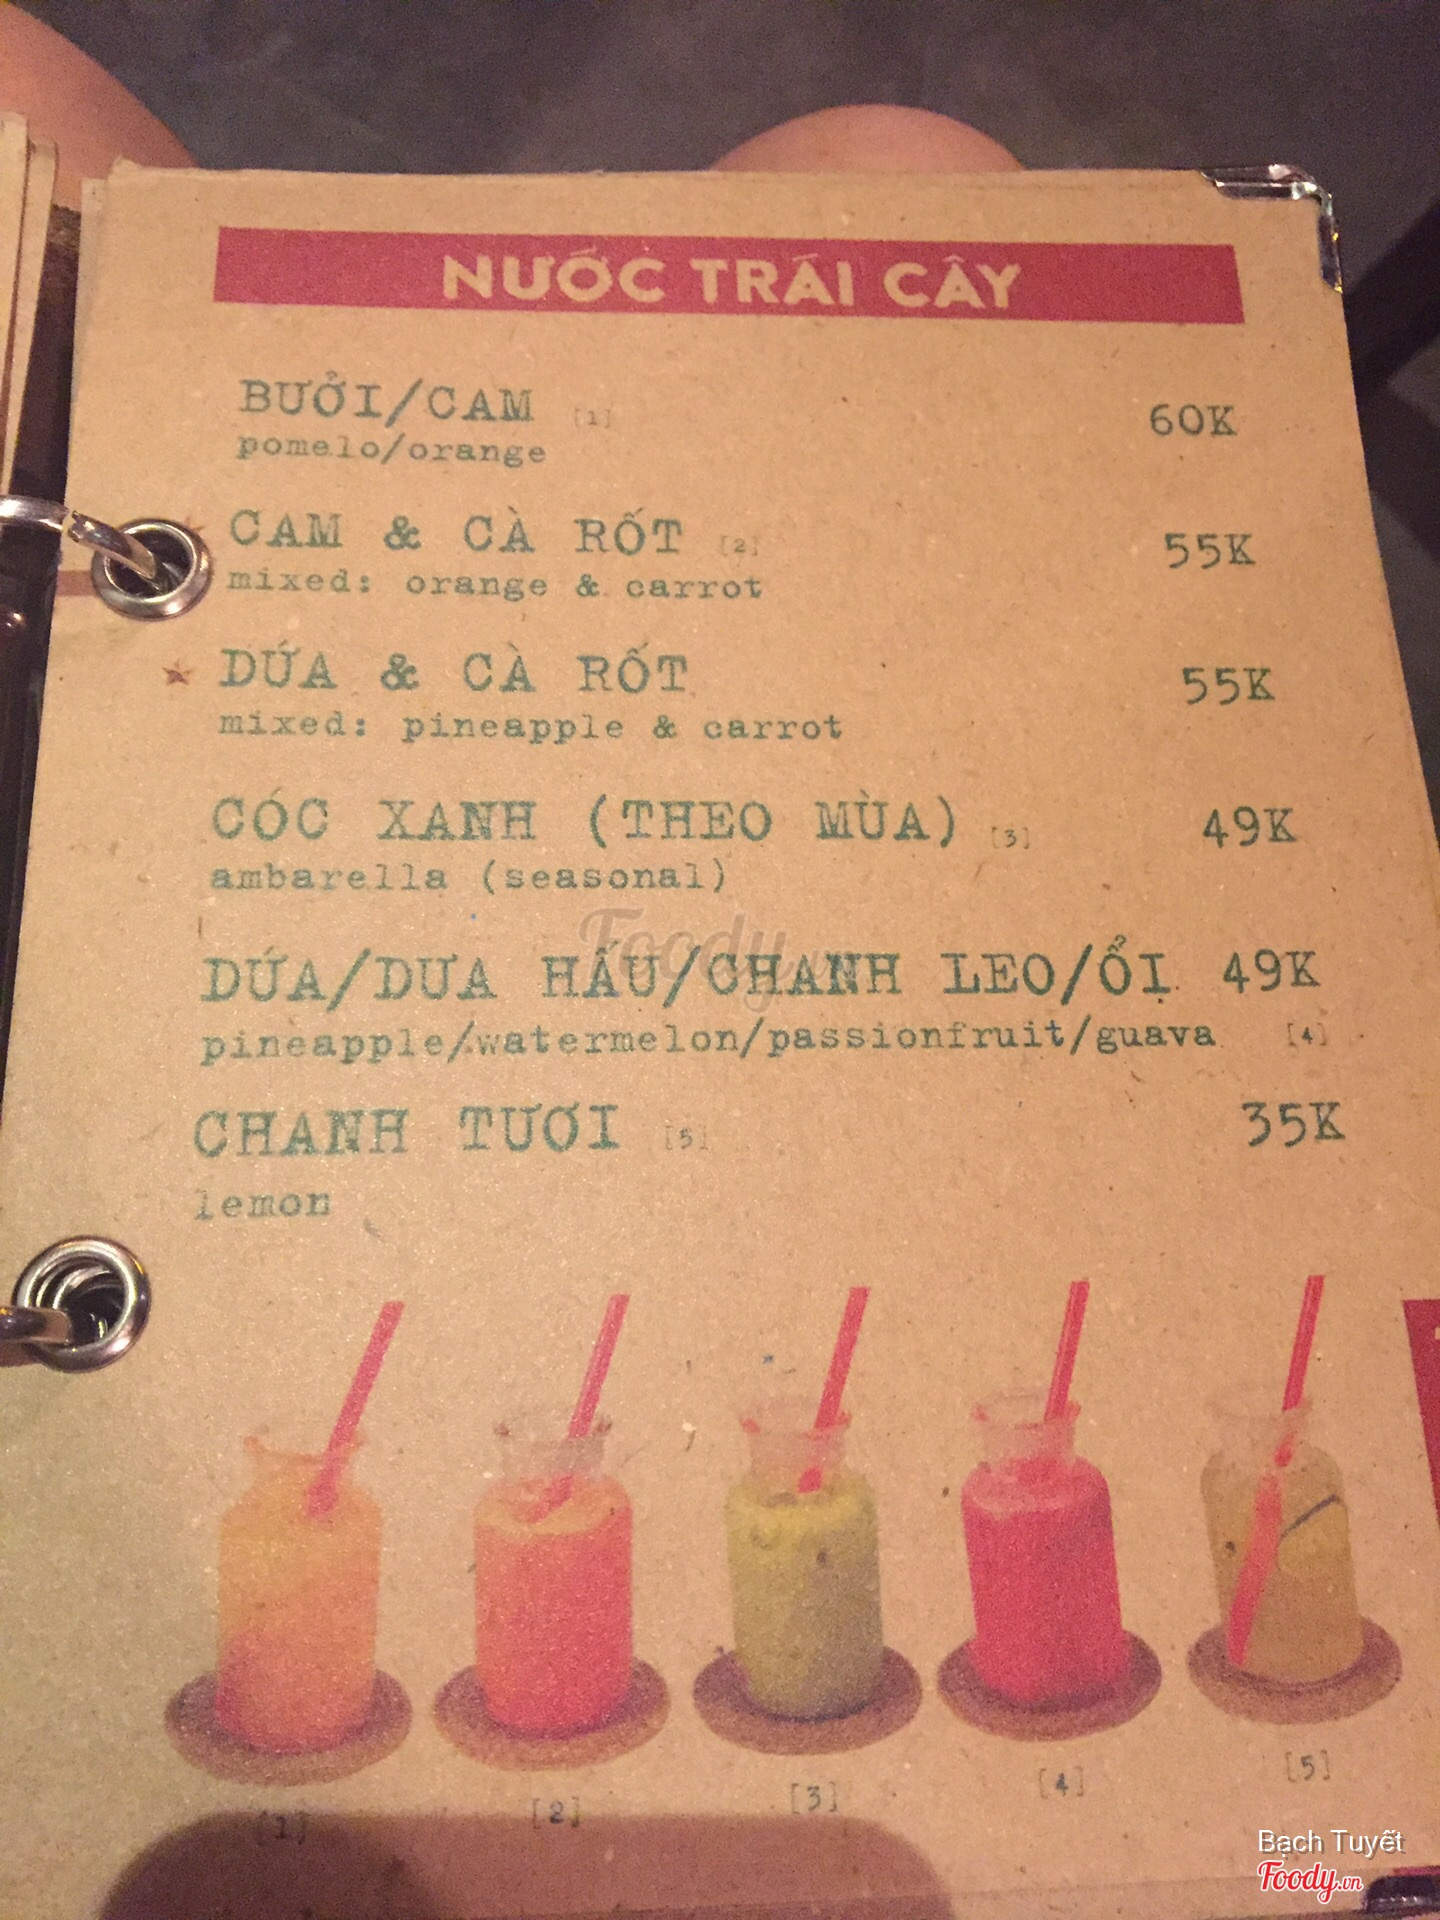 NƯỚC TRÁI CÂY
BƯỞI/CAM [1] 60K
pomelo/orange
CAM & CÀ RỐT [2] 55K
mixed: orange & carrot
DỨA & CÀ RỐT 55K
mixed: pineapple & carrot
CÓC XANH (THEO MÙA) [3] 49K
ambarella (seasonal)
Foody.vn
DỨA/DƯA HẤU/CHANH LEO/ỔI 49K
pineapple/watermelon/passionfruit/guava [4]
CHANH TƯƠI [5] 35K
lemon
[1] [2] [3] [4] [5]
Bạch Tuyết
Foody.vn